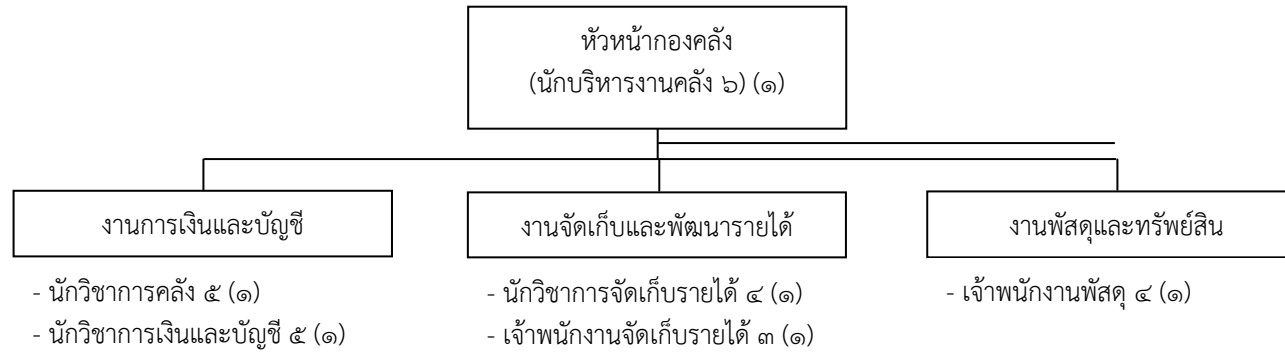 หัวหน้ากองคลัง
(นักบริหารงานคลัง ๖) (๑)
งานการเงินและบัญชี
- นักวิชาการคลัง ๕ (๑)
- นักวิชาการเงินและบัญชี ๕ (๑)
งานจัดเก็บและพัฒนารายได้
- นักวิชาการจัดเก็บรายได้ ๔ (๑)
- เจ้าพนักงานจัดเก็บรายได้ ๓ (๑)
งานพัสดุและทรัพย์สิน
- เจ้าพนักงานพัสดุ ๔ (๑)